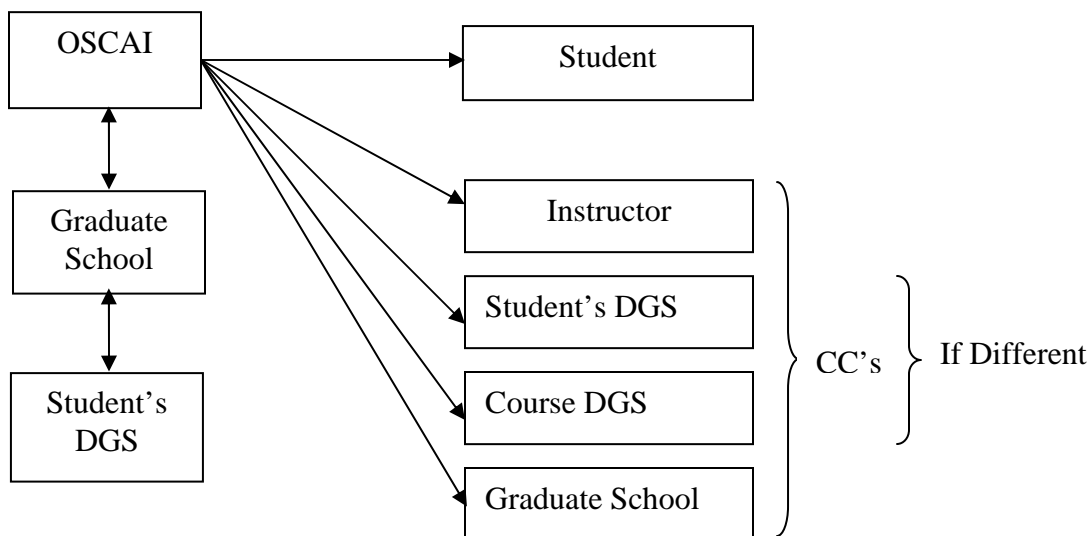 OSCAI
Student
Graduate
School
Instructor
Student’s DGS
CC’s
If Different
Student’s
DGS
Course DGS
Graduate School